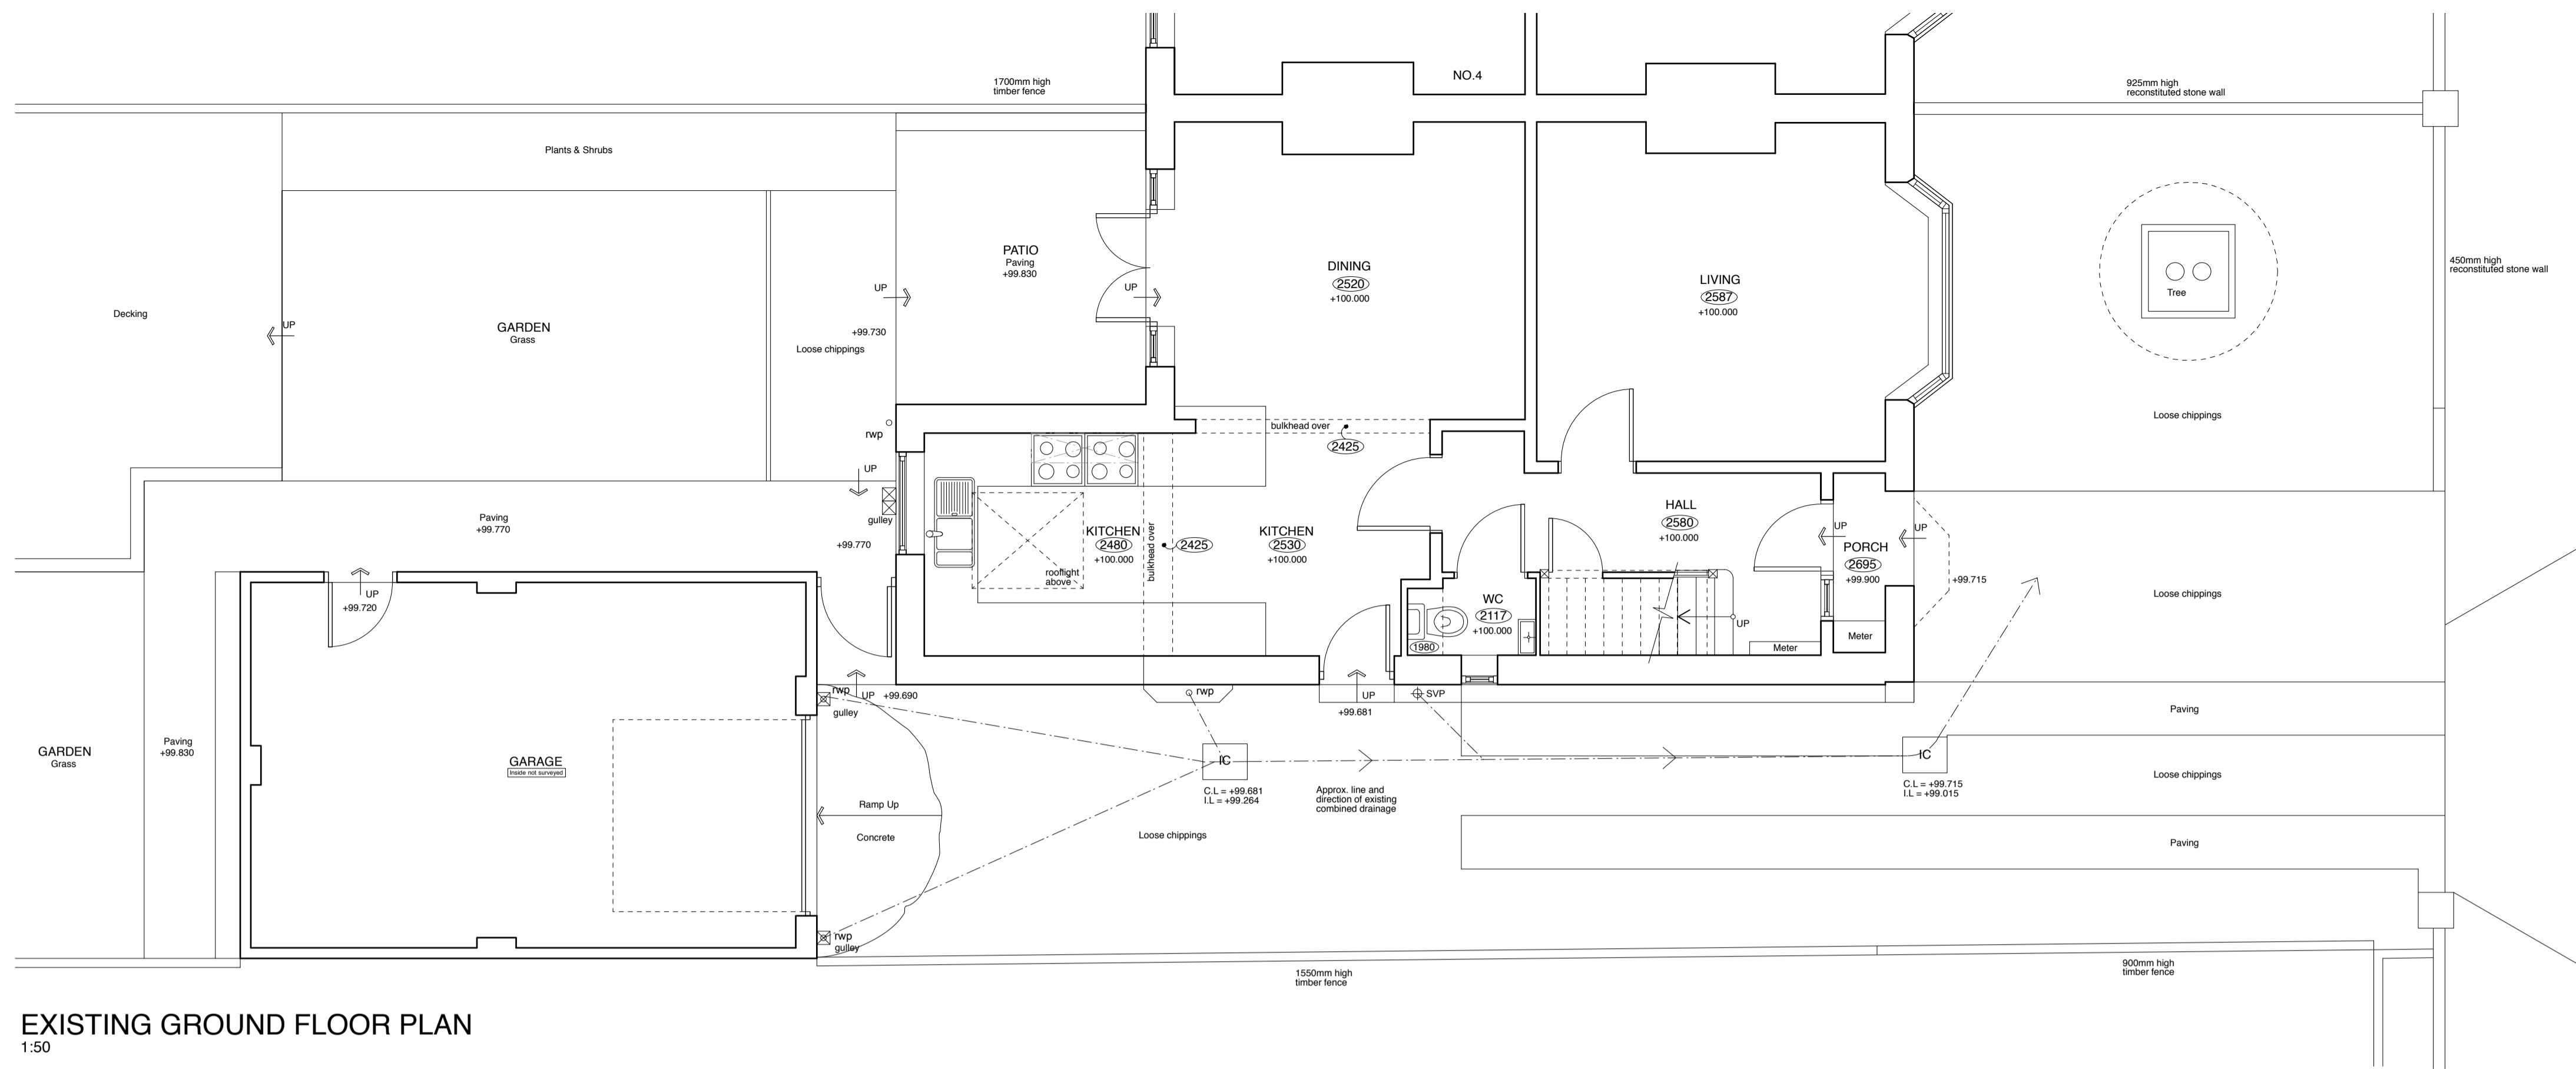 NO.4
1700mm high
timber fence
925mm high
reconstituted stone wall
Plants & Shrubs
PATIO
Paving
+99.830
UP
UP
DINING
2520
+100.000
LIVING
2587
+100.000
450mm high
reconstituted stone wall
Tree
Decking
UP
GARDEN
Grass
+99.730
Loose chippings
Loose chippings
rwp
bulkhead over
2425
UP
gulley
Paving
+99.770
+99.770
KITCHEN
2480
+100.000
rooflight
above
bulkhead over
2425
KITCHEN
2530
+100.000
HALL
2580
+100.000
UP
UP
PORCH
2695
+99.900
+99.715
Loose chippings
UP
+99.720
WC
2117
+100.000
1980
UP
Meter
Meter
rwp
UP
+99.690
gulley
rwp
UP
+99.681
SVP
Paving
GARDEN
Grass
Paving
+99.830
GARAGE
Inside not surveyed
IC
C.L = +99.681
I.L = +99.264
Approx. line and
direction of existing
combined drainage
IC
C.L = +99.715
I.L = +99.015
Loose chippings
Ramp Up
Concrete
Loose chippings
Paving
rwp
gulley
1550mm high
timber fence
900mm high
timber fence
EXISTING GROUND FLOOR PLAN
1:50